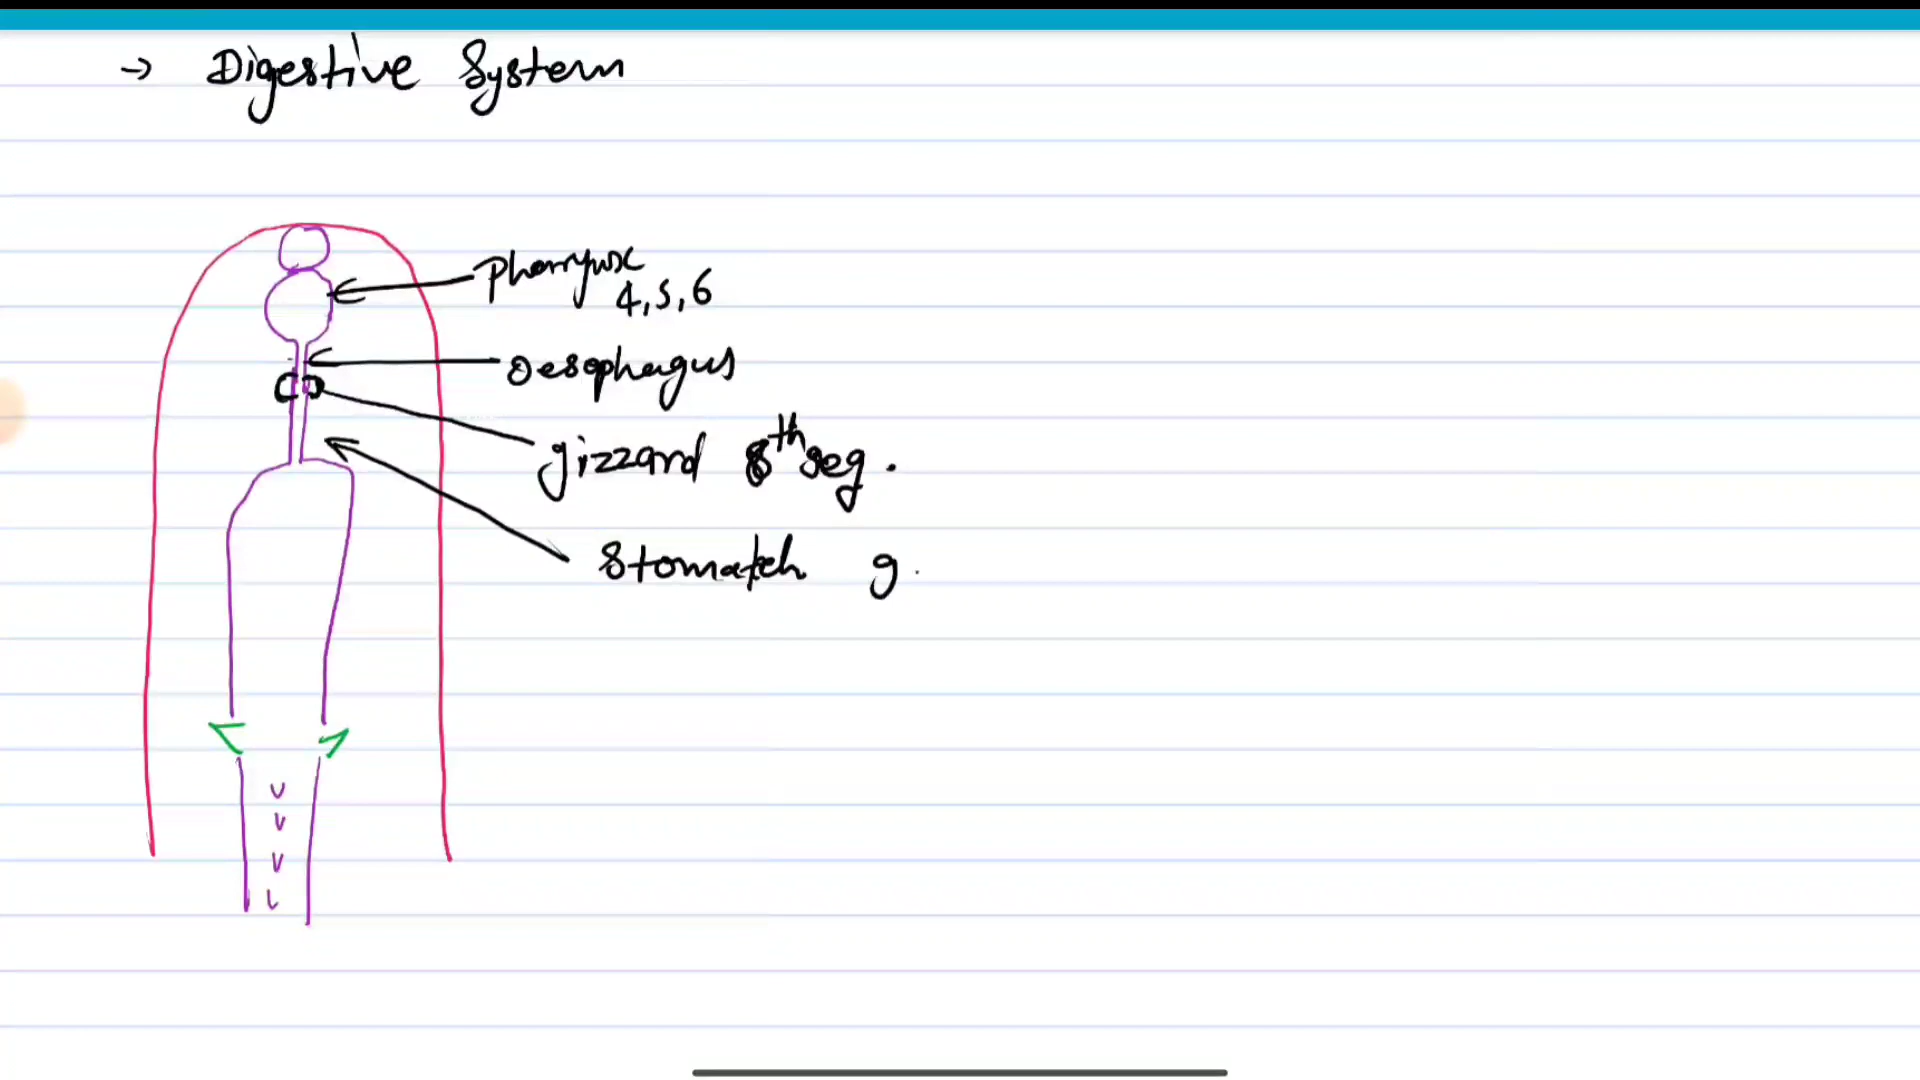 → Digestive System
Pharynx
4,5,6
Oesophagus
gizzard 8th seg.
Stomatch 9.